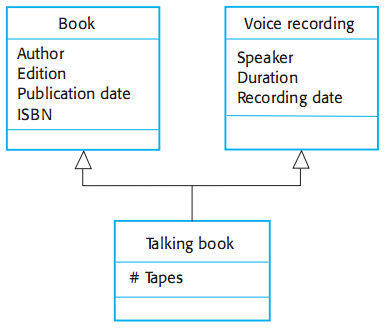 Book
Author
Edition
Publication date
ISBN
Voice recording
Speaker
Duration
Recording date
Talking book
# Tapes